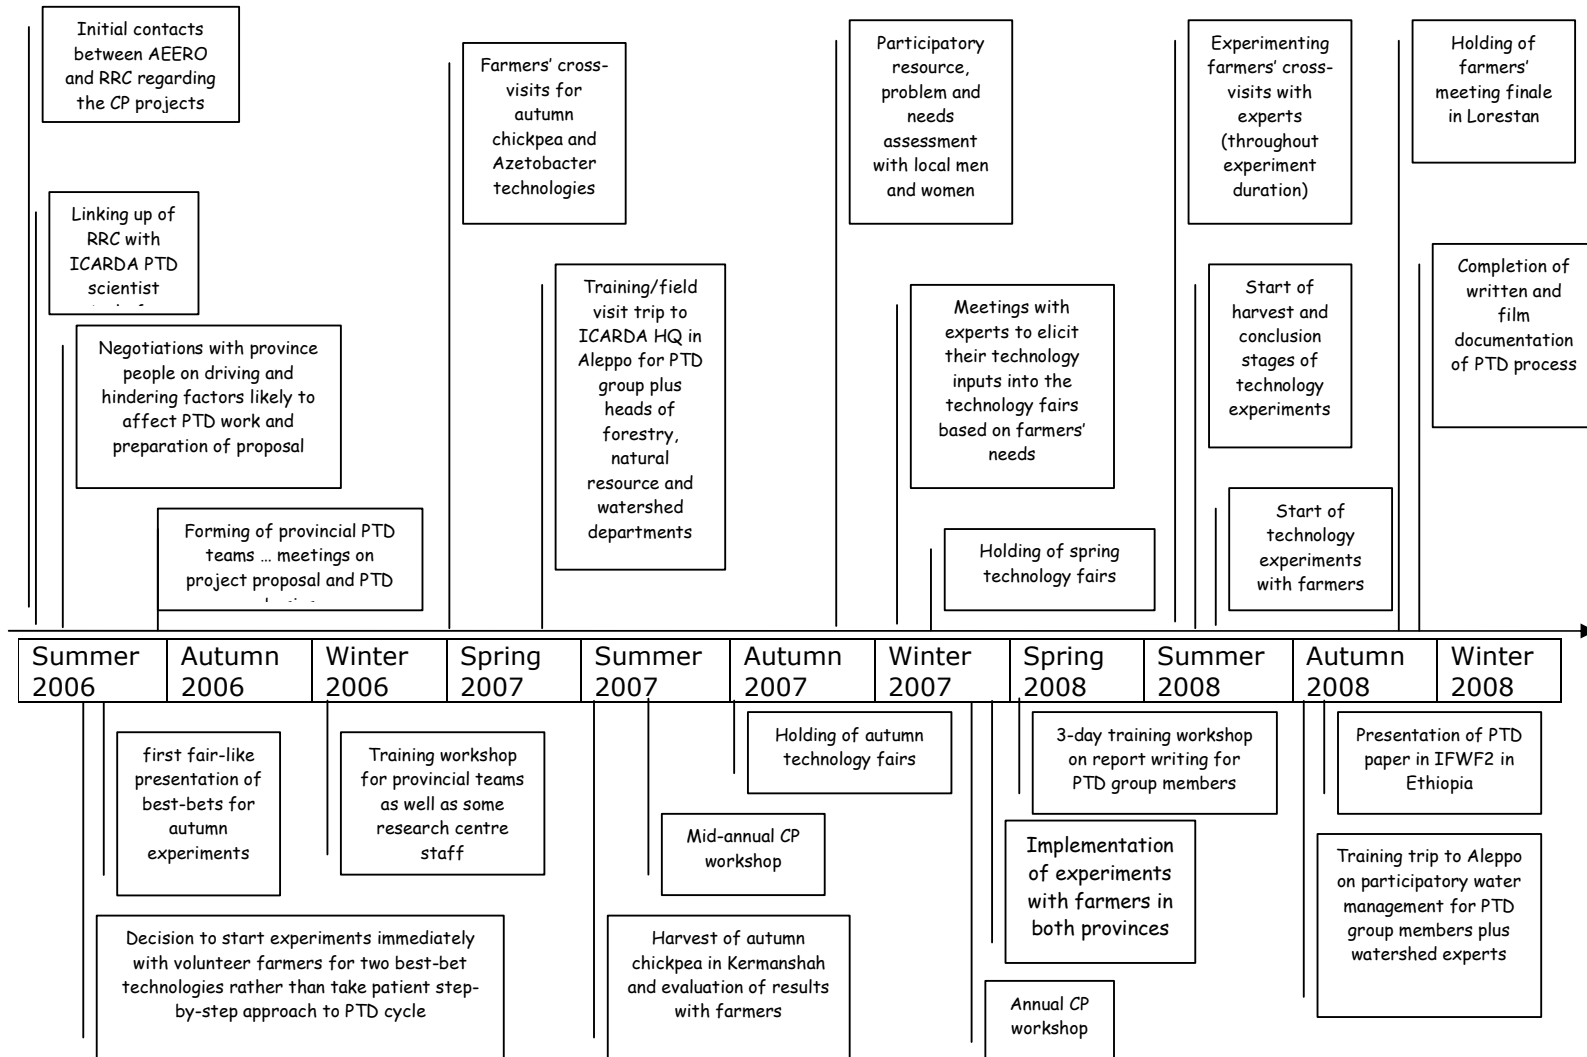 Initial contacts
between AEERO
and RRC regarding
the CP projects
Linking up of
RRC with
ICARDA PTD
scientist
Negotiations with province
people on driving and
hindering factors likely to
affect PTD work and
preparation of proposal
Forming of provincial PTD
teams … meetings on
project proposal and PTD
Farmers’ cross-
visits for
autumn
chickpea and
Azetobacter
technologies
Training/field
visit trip to
ICARDA HQ in
Aleppo for PTD
group plus
heads of
forestry,
natural
resource and
watershed
departments
Participatory
resource,
problem and
needs
assessment
with local men
and women
Meetings with
experts to elicit
their technology
inputs into the
technology fairs
based on farmers’
needs
Holding of spring
technology fairs
Experimenting
farmers’ cross-
visits with
experts
(throughout
experiment
duration)
Start of
harvest and
conclusion
stages of
technology
experiments
Start of
technology
experiments
with farmers
Holding of
farmers’
meeting finale
in Lorestan
Completion of
written and
film
documentation
of PTD process
Summer
2006
Autumn
2006
Winter
2006
Spring
2007
Summer
2007
Autumn
2007
Winter
2007
Spring
2008
Summer
2008
Autumn
2008
Winter
2008
first fair-like
presentation of
best-bets for
autumn
experiments
Decision to start experiments immediately
with volunteer farmers for two best-bet
technologies rather than take patient step-
by-step approach to PTD cycle
Training workshop
for provincial teams
as well as some
research centre
staff
Mid-annual CP
workshop
Harvest of autumn
chickpea in Kermanshah
and evaluation of results
with farmers
Holding of autumn
technology fairs
3-day training workshop
on report writing for
PTD group members
Implementation
of experiments
with farmers in
both provinces
Annual CP
workshop
Presentation of PTD
paper in IFWF2 in
Ethiopia
Training trip to Aleppo
on participatory water
management for PTD
group members plus
watershed experts